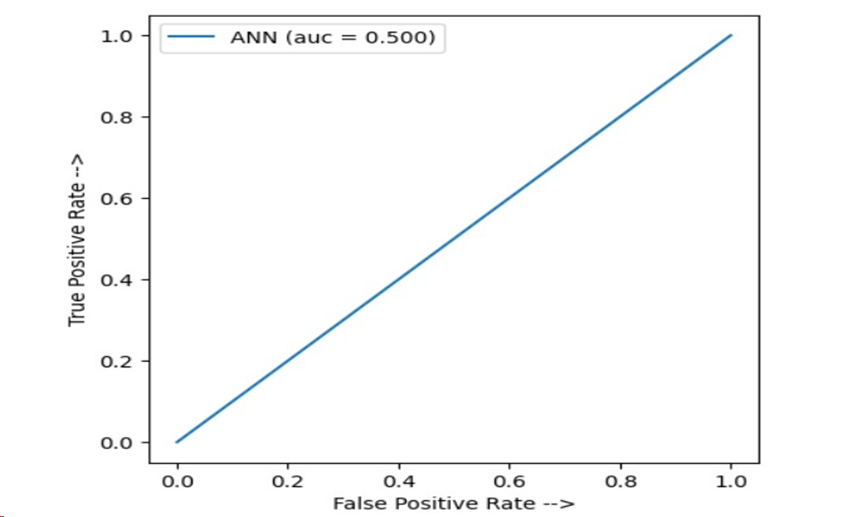 ANN (auc = 0.500)
True Positive Rate -->
1.0
0.8
0.6
0.4
0.2
0.0
0.0 0.2 0.4 0.6 0.8 1.0
False Positive Rate -->